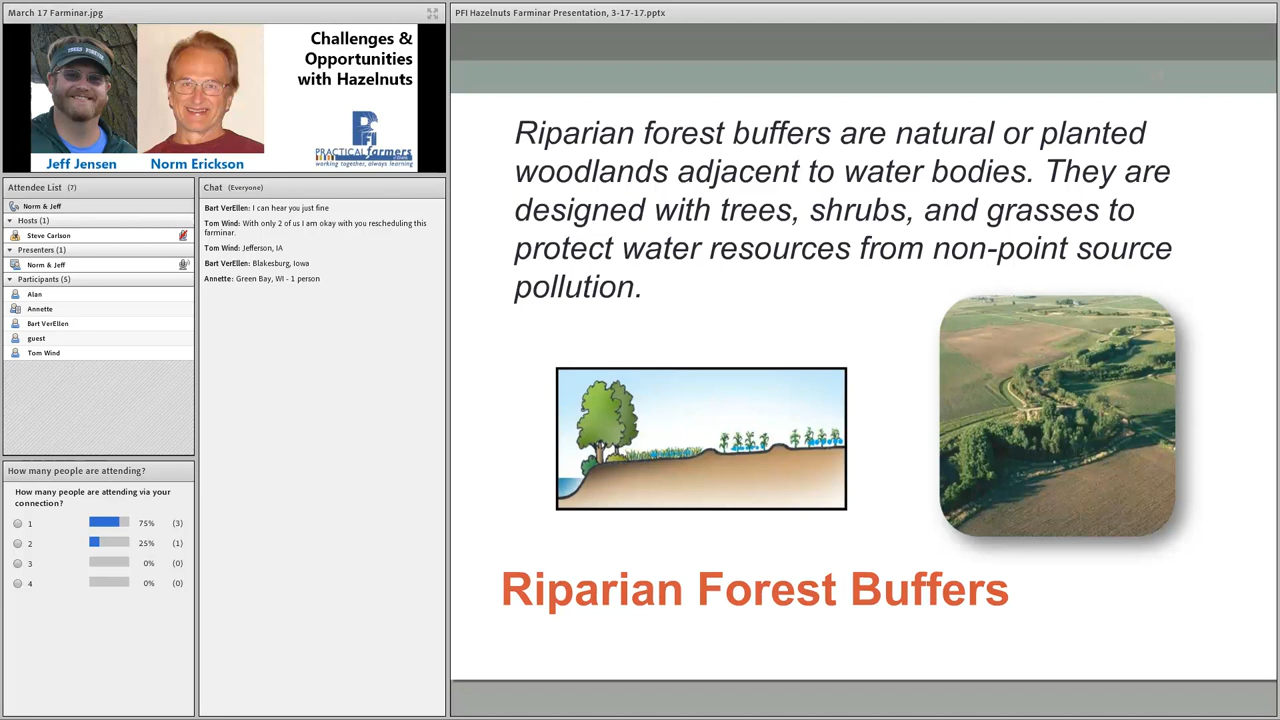 March 17 Farminar.jpg
TREES FOREVER
Challenges &
Opportunities
with Hazelnuts
PFI
PRACTICAL farmers
working together, always learning
Jeff Jensen
Norm Erickson
Attendee List (7)
Norm & Jeff
Hosts (1)
Steve Carlson
Presenters (1)
Norm & Jeff
Participants (5)
Alan
Annette
Bart VerEllen
guest
Tom Wind
Chat (Everyone)
Bart VerEllen: I can hear you just fine
Tom Wind: With only 2 of us I am okay with you rescheduling this
farminar.
Tom Wind: Jefferson, IA
Bart VerEllen: Blakesburg, Iowa
Annette: Green Bay, WI - 1 person
How many people are attending?
How many people are attending via your
connection?
1 75% (3)
2 25% (1)
3 0% (0)
4 0% (0)
PFI Hazelnuts Farminar Presentation, 3-17-17.pptx
Riparian forest buffers are natural or planted
woodlands adjacent to water bodies. They are
designed with trees, shrubs, and grasses to
protect water resources from non-point source
pollution.
Riparian Forest Buffers